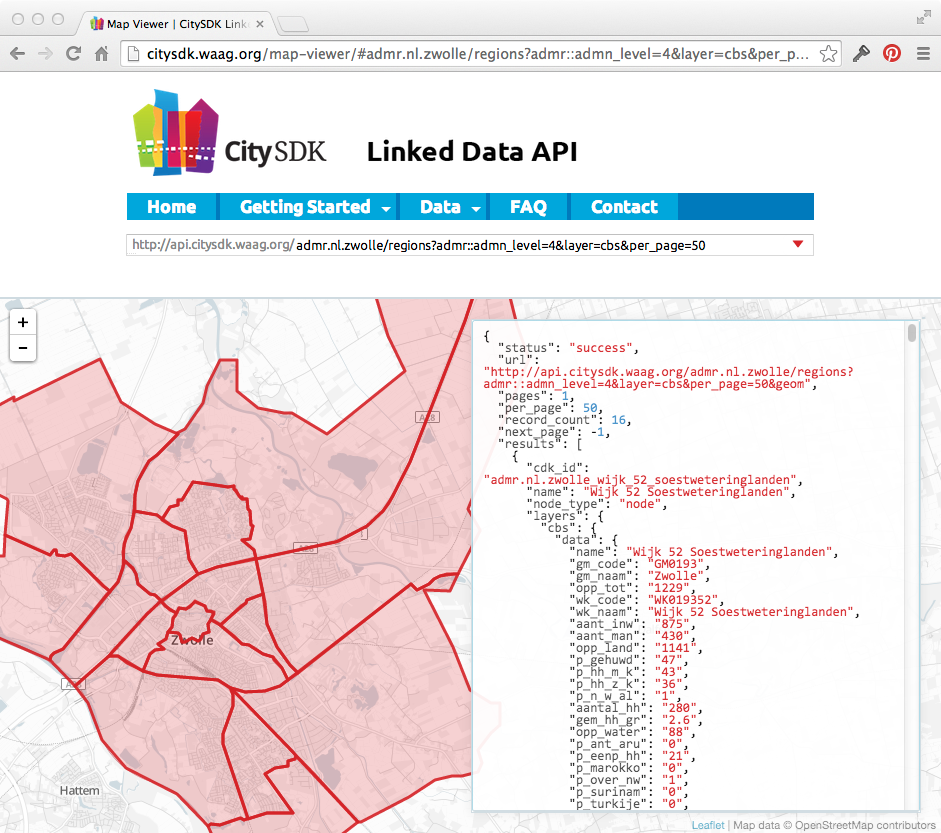 Map Viewer | CitySDK Link
citysdk.waag.org/map-viewer/#admr.nl.zwolle/regions?admr::admn_level=4&layer=cbs&per_p...
CitySDK
Linked Data API
Home Getting Started Data FAQ Contact
http://api.citysdk.waag.org/admr.nl.zwolle/regions?admr::admn_level=4&layer=cbs&per_page=50
+
−
{
"status": "success",
"url":
"http://api.citysdk.waag.org/admr.nl.zwolle/regions?
admr::admn_level=4&layer=cbs&per_page=50&geom",
"pages": 1,
"per_page": 50,
"record_count": 16,
"next_page": -1,
"results": [
{
"cdk_id":
"admr.nl.zwolle_wijk_52_soestweteringlanden",
"name": "Wijk 52 Soestweteringlanden",
"node_type": "node",
"layers": {
"cbs": {
"data": {
"name": "Wijk 52 Soestweteringlanden",
"gm_code": "GM0193",
"gm_naam": "Zwolle",
"opp_tot": "1229",
"wk_code": "WK019352",
"wk_naam": "Wijk 52 Soestweteringlanden",
"aant_inw": "875",
"aant_man": "430",
"opp_land": "1141",
"p_gehuwd": "47",
"p_hh_m_k": "43",
"p_hh_z_k": "36",
"p_n_w_al": "1",
"aantal_hh": "280",
"gem_hh_gr": "2.6",
"opp_water": "88",
"p_ant_aru": "0",
"p_eenp_hh": "21",
"p_marokko": "0",
"p_over_nw": "1",
"p_surinam": "0",
"p_turkije": "0",
A28
A28
Zwolle
Hattem
Leaflet | Map data © OpenStreetMap contributors